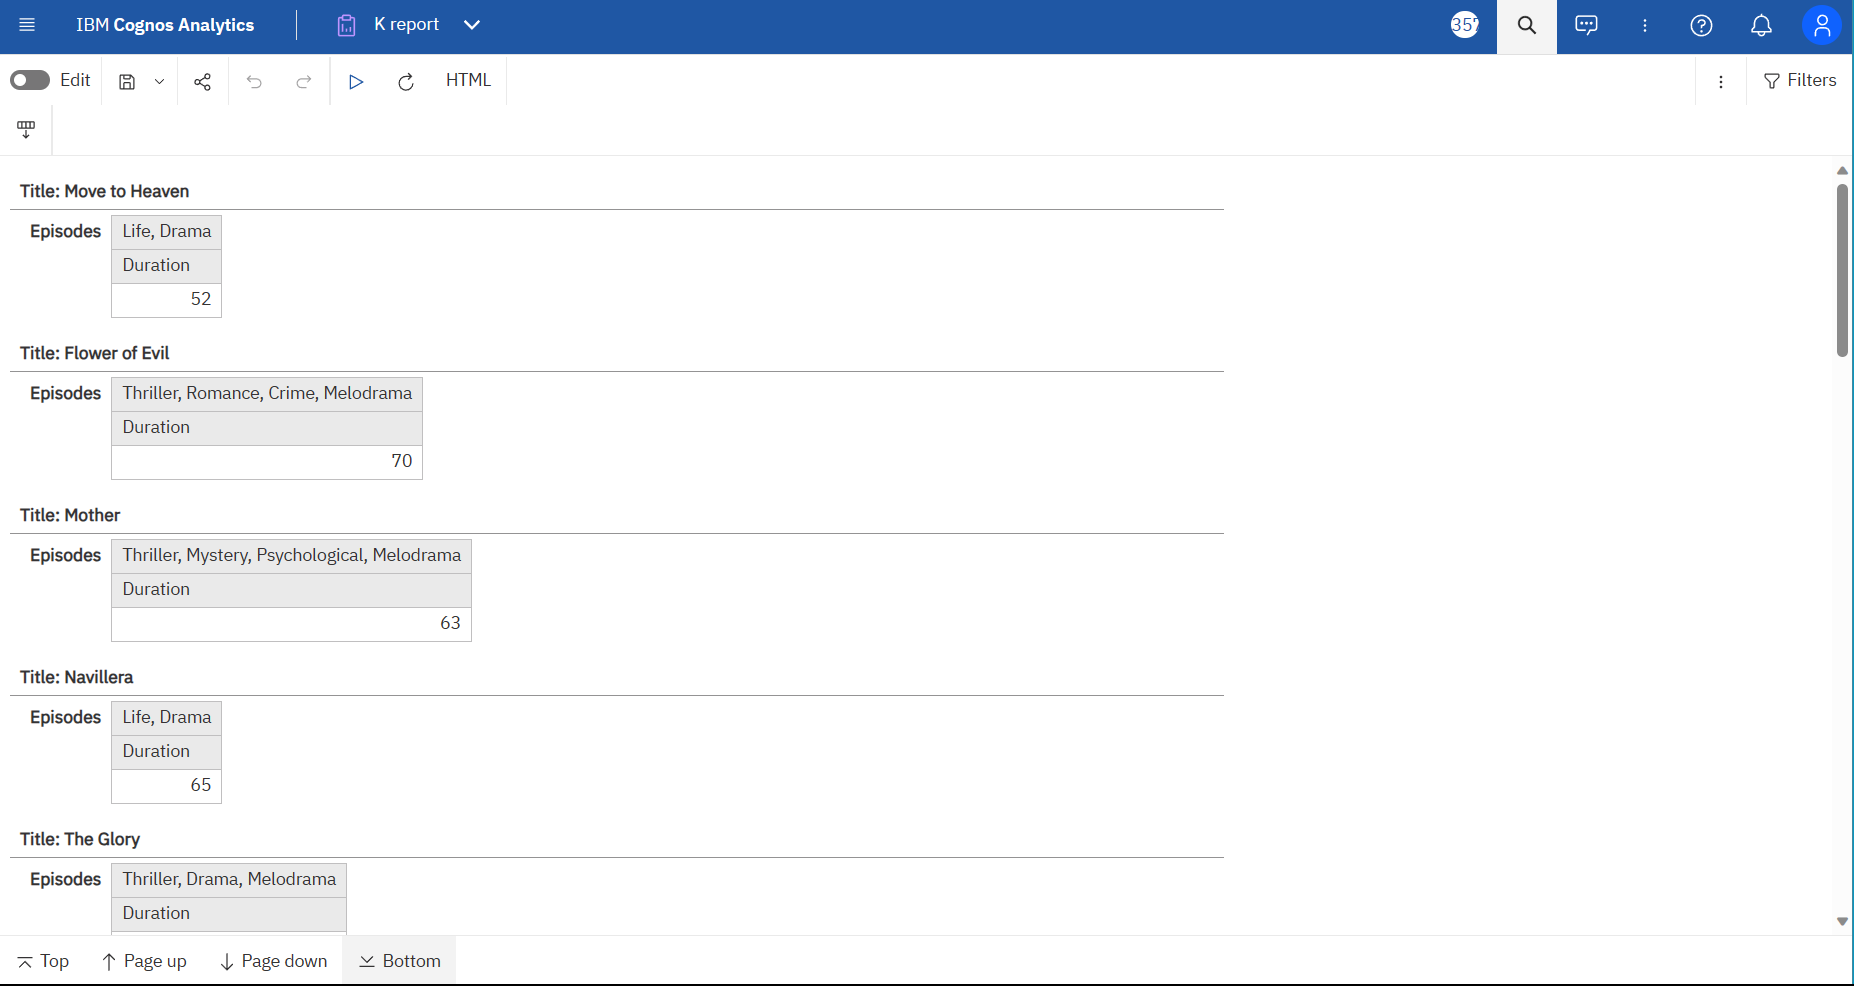 IBM Cognos Analytics
K report
357
Edit
HTML
Filters
Title: Move to Heaven
Episodes
Life, Drama
Duration
52
Title: Flower of Evil
Episodes
Thriller, Romance, Crime, Melodrama
Duration
70
Title: Mother
Episodes
Thriller, Mystery, Psychological, Melodrama
Duration
63
Title: Navillera
Episodes
Life, Drama
Duration
65
Title: The Glory
Episodes
Thriller, Drama, Melodrama
Duration
Top
Page up
Page down
Bottom